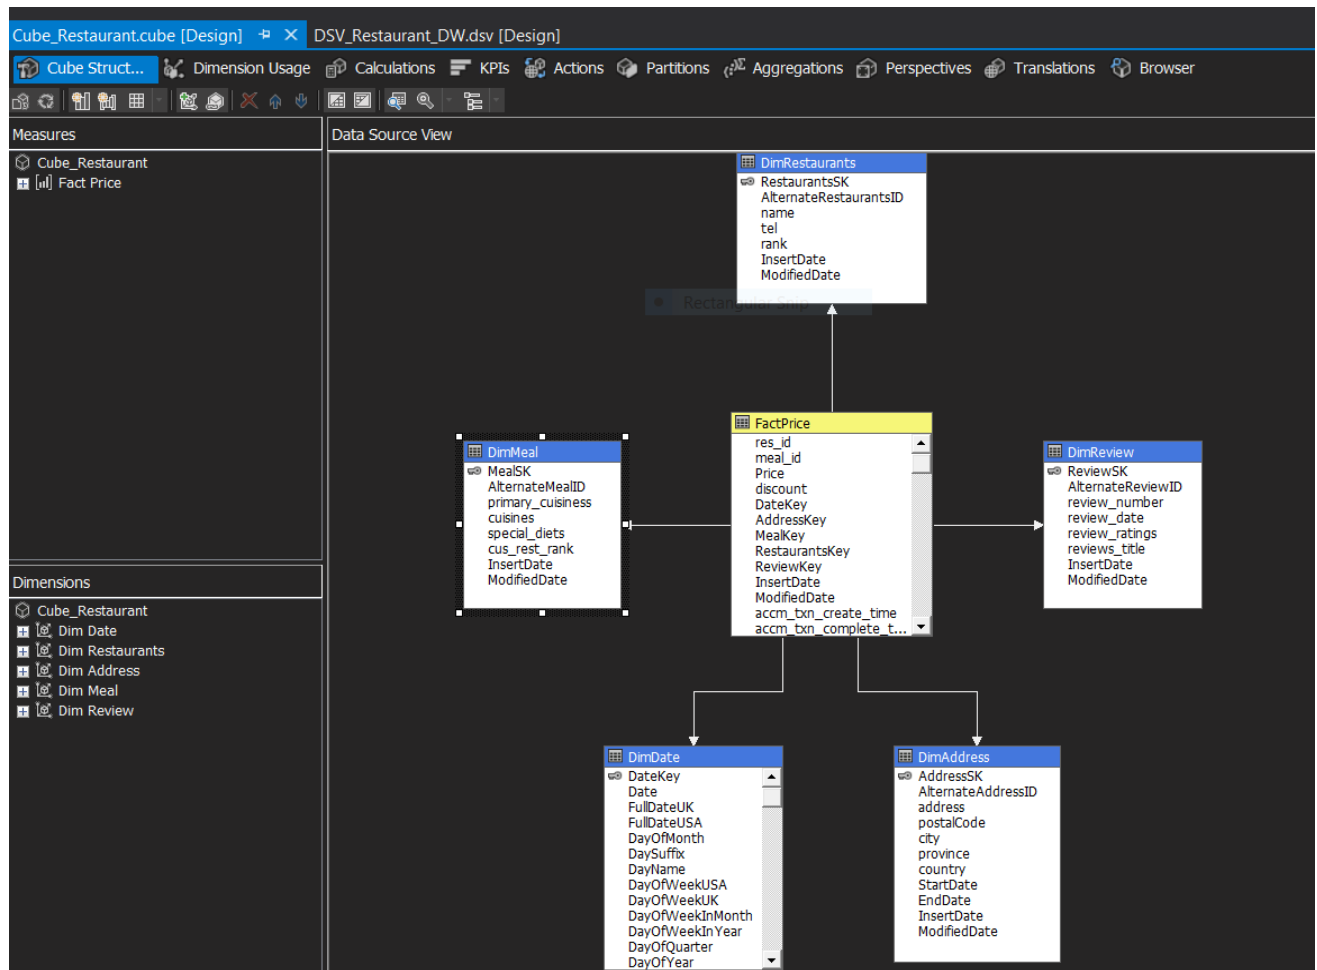 Cube_Restaurant.cube [Design] DSV_Restaurant_DW.dsv [Design]
Cube Struct... Dimension Usage Calculations KPIs Actions Partitions Aggregations Perspectives Translations Browser
Measures
Cube_Restaurant
Fact Price
Dimensions
Cube_Restaurant
Dim Date
Dim Restaurants
Dim Address
Dim Meal
Dim Review
Data Source View
DimRestaurants
RestaurantsSK
AlternateRestaurantsID
name
tel
rank
InsertDate
ModifiedDate
Rectangular Snip
DimMeal
MealSK
AlternateMealID
primary_cuisiness
cuisines
special_diets
cus_rest_rank
InsertDate
ModifiedDate
FactPrice
res_id
meal_id
Price
discount
DateKey
AddressKey
MealKey
RestaurantsKey
ReviewKey
InsertDate
ModifiedDate
accm_txn_create_time
accm_txn_complete_t...
DimReview
ReviewSK
AlternateReviewID
review_number
review_date
review_ratings
reviews_title
InsertDate
ModifiedDate
DimDate
DateKey
Date
FullDateUK
FullDateUSA
DayOfMonth
DaySuffix
DayName
DayOfWeekUSA
DayOfWeekUK
DayOfWeekInMonth
DayOfWeekInYear
DayOfQuarter
DayOfYear
DimAddress
AddressSK
AlternateAddressID
address
postalCode
city
province
country
StartDate
EndDate
InsertDate
ModifiedDate